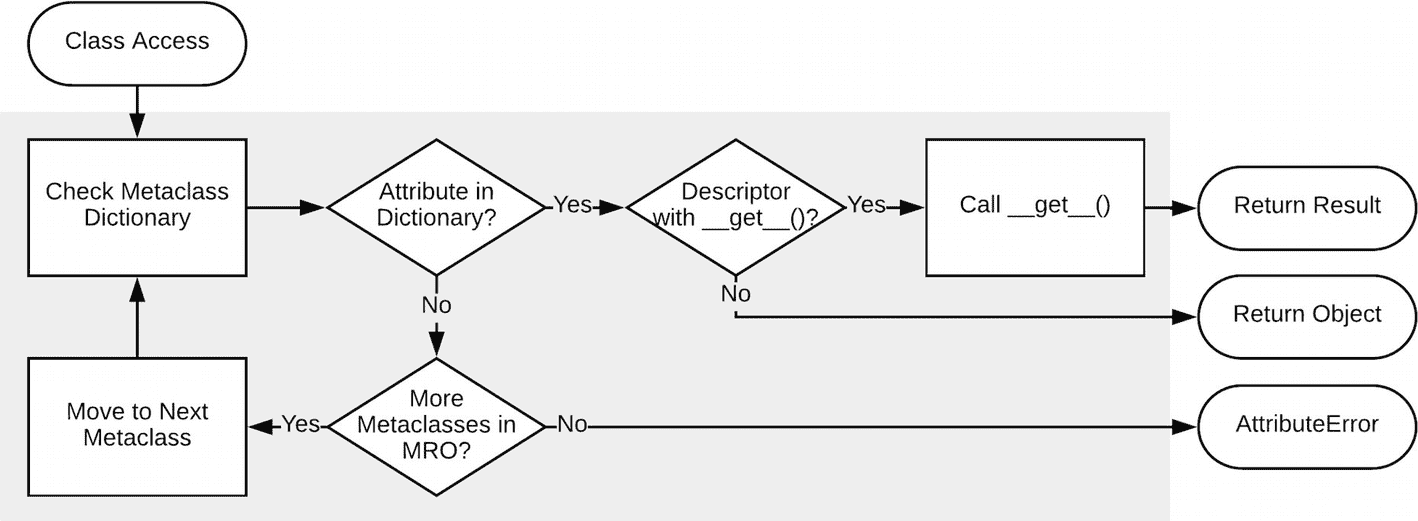 Class Access
Check Metaclass
Dictionary
Attribute in
Dictionary?
Yes
Descriptor
with __get__()?
Yes
Call __get__()
Return Result
No
No
Return Object
Move to Next
Metaclass
Yes
More
Metaclasses in
MRO?
No
AttributeError